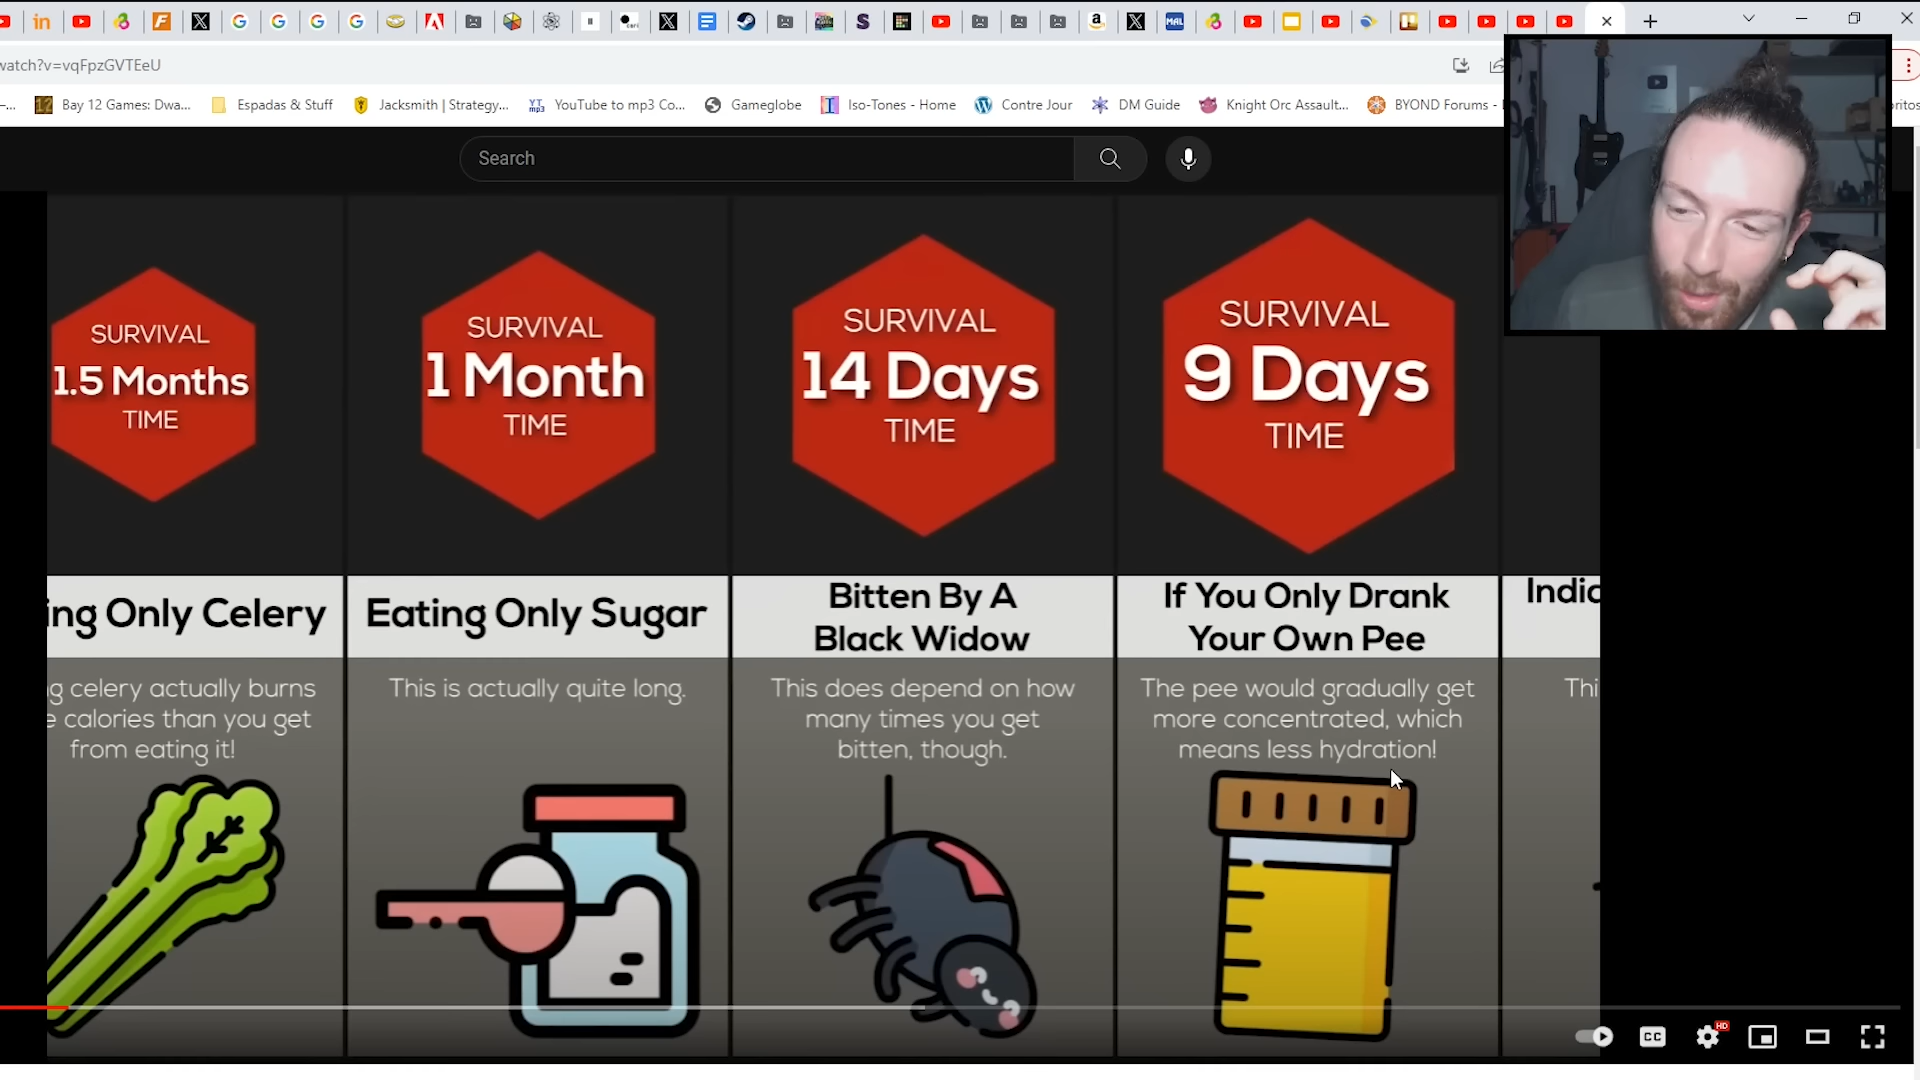 watch?v=vqFpzGVTEeU
Bay 12 Games: Dwa...
Espadas & Stuff
Jacksmith | Strategy...
YouTube to mp3 Co...
Gameglobe
Iso-Tones - Home
Contre Jour
DM Guide
Knight Orc Assault...
BYOND Forums -
Search
SURVIVAL
1.5 Months
TIME
SURVIVAL
1 Month
TIME
SURVIVAL
14 Days
TIME
SURVIVAL
9 Days
TIME
ing Only Celery
Eating Only Sugar
Bitten By A
Black Widow
If You Only Drank
Your Own Pee
Indic
g celery actually burns
e calories than you get
from eating it!
This is actually quite long.
This does depend on how
many times you get
bitten, though.
The pee would gradually get
more concentrated, which
means less hydration!
Thi
CC
HD